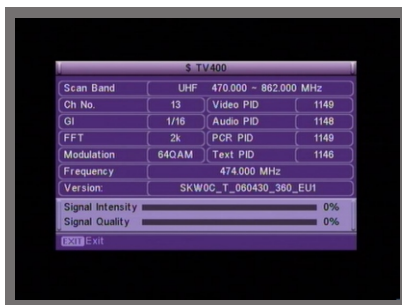 $ TV400
Scan Band UHF 470.000 ~ 862.000 MHz
Ch No. 13 Video PID 1149
GI 1/16 Audio PID 1148
FFT 2k PCR PID 1149
Modulation 64QAM Text PID 1146
Frequency 474.000 MHz
Version: SKW0C_T_060430_360_EU1
Signal Intensity 0%
Signal Quality 0%
EXIT Exit